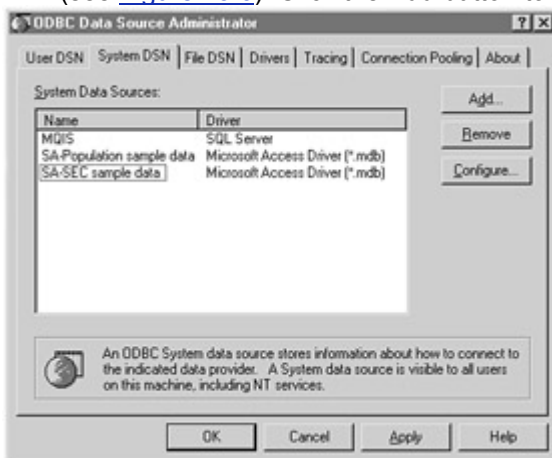 ODBC Data Source Administrator
User DSN System DSN File DSN Drivers Tracing Connection Pooling About
System Data Sources:
Name Driver
MQIS SQL Server
SA-Population sample data Microsoft Access Driver (*.mdb)
SA-SEC sample data Microsoft Access Driver (*.mdb)
Add...
Remove
Configure...
An ODBC System data source stores information about how to connect to
the indicated data provider. A System data source is visible to all users
on this machine, including NT services.
OK Cancel Apply Help